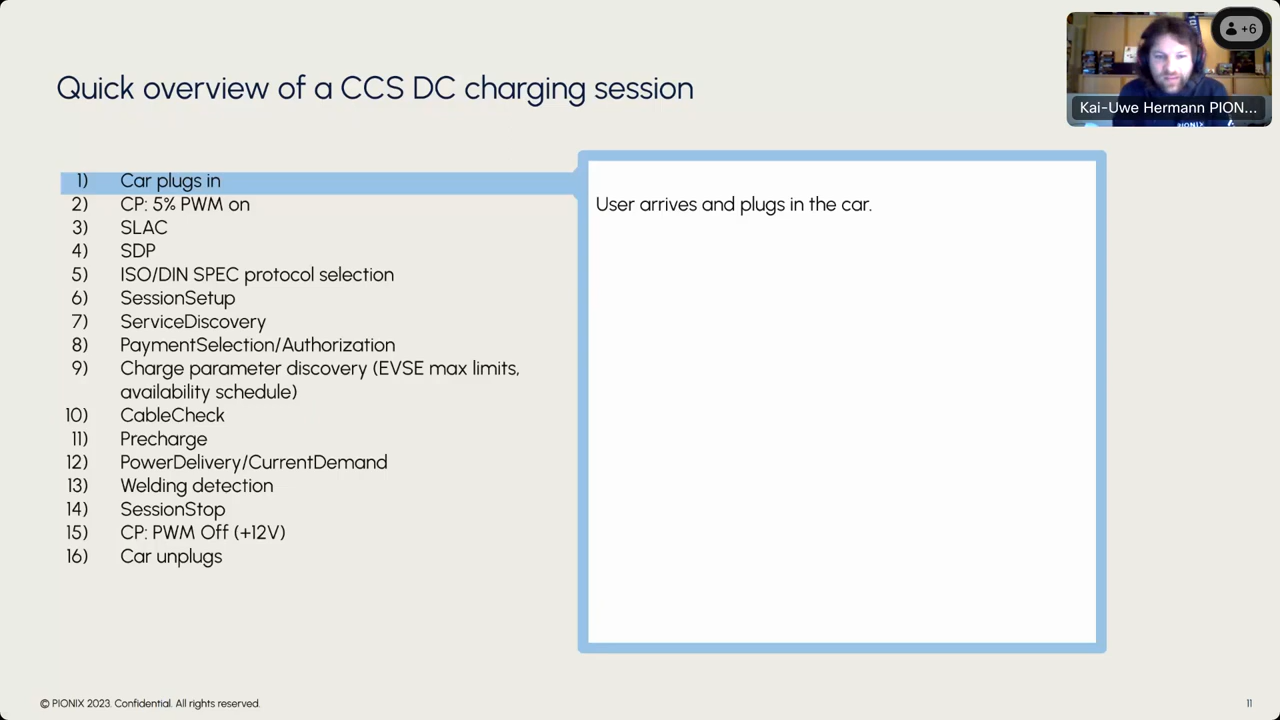 +6
Kai-Uwe Hermann PION...
Quick overview of a CCS DC charging session
1) Car plugs in
2) CP: 5% PWM on
3) SLAC
4) SDP
5) ISO/DIN SPEC protocol selection
6) SessionSetup
7) ServiceDiscovery
8) PaymentSelection/Authorization
9) Charge parameter discovery (EVSE max limits,
availability schedule)
10) CableCheck
11) Precharge
12) PowerDelivery/CurrentDemand
13) Welding detection
14) SessionStop
15) CP: PWM Off (+12V)
16) Car unplugs
User arrives and plugs in the car.
© PIONIX 2023. Confidential. All rights reserved.
11